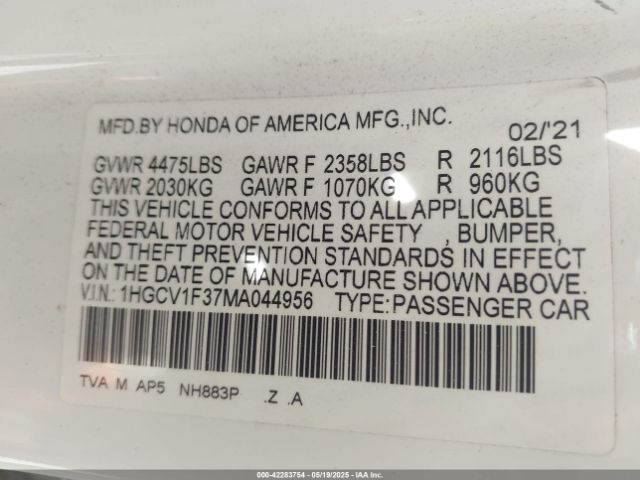 MFD.BY HONDA OF AMERICA MFG.,INC. 02/'21
GVWR 4475LBS GAWR F 2358LBS R 2116LBS
GVWR 2030KG GAWR F 1070KG R 960KG
THIS VEHICLE CONFORMS TO ALL APPLICABLE
FEDERAL MOTOR VEHICLE SAFETY , BUMPER,
AND THEFT PREVENTION STANDARDS IN EFFECT
ON THE DATE OF MANUFACTURE SHOWN ABOVE.
V.I.N.: 1HGCV1F37MA044956 TYPE:PASSENGER CAR
TVA M AP5 NH883P .Z .A
000-42283754 - 05/19/2025 - IAA Inc.